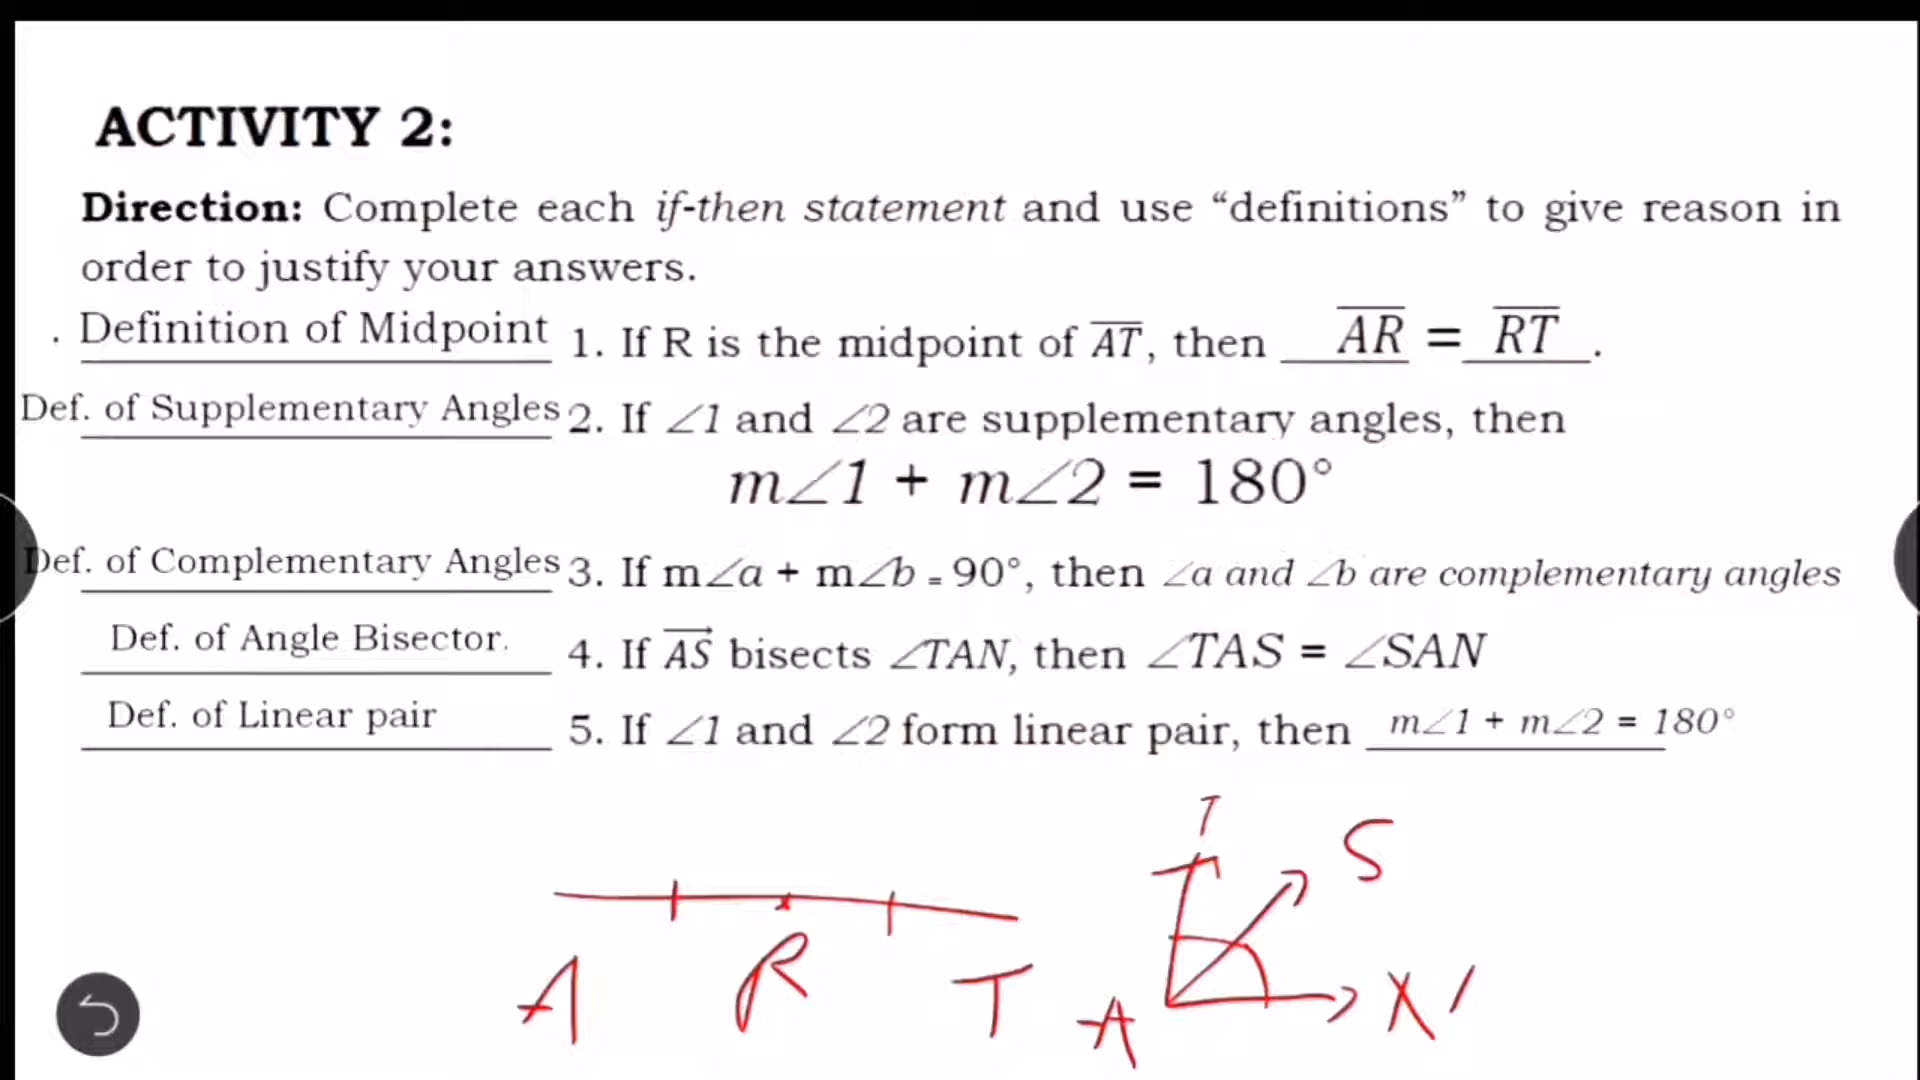 ACTIVITY 2:
Direction: Complete each if-then statement and use “definitions” to give reason in
order to justify your answers.
. Definition of Midpoint 1. If R is the midpoint of A̅T̅, then A̅R̅ = R̅T̅.
Def. of Supplementary Angles 2. If ∠1 and ∠2 are supplementary angles, then
m∠1 + m∠2 = 180°
Def. of Complementary Angles 3. If m∠a + m∠b = 90°, then ∠a and ∠b are complementary angles
Def. of Angle Bisector. 4. If A⃗S⃗ bisects ∠TAN, then ∠TAS = ∠SAN
Def. of Linear pair 5. If ∠1 and ∠2 form linear pair, then m∠1 + m∠2 = 180°
T S
A R T A